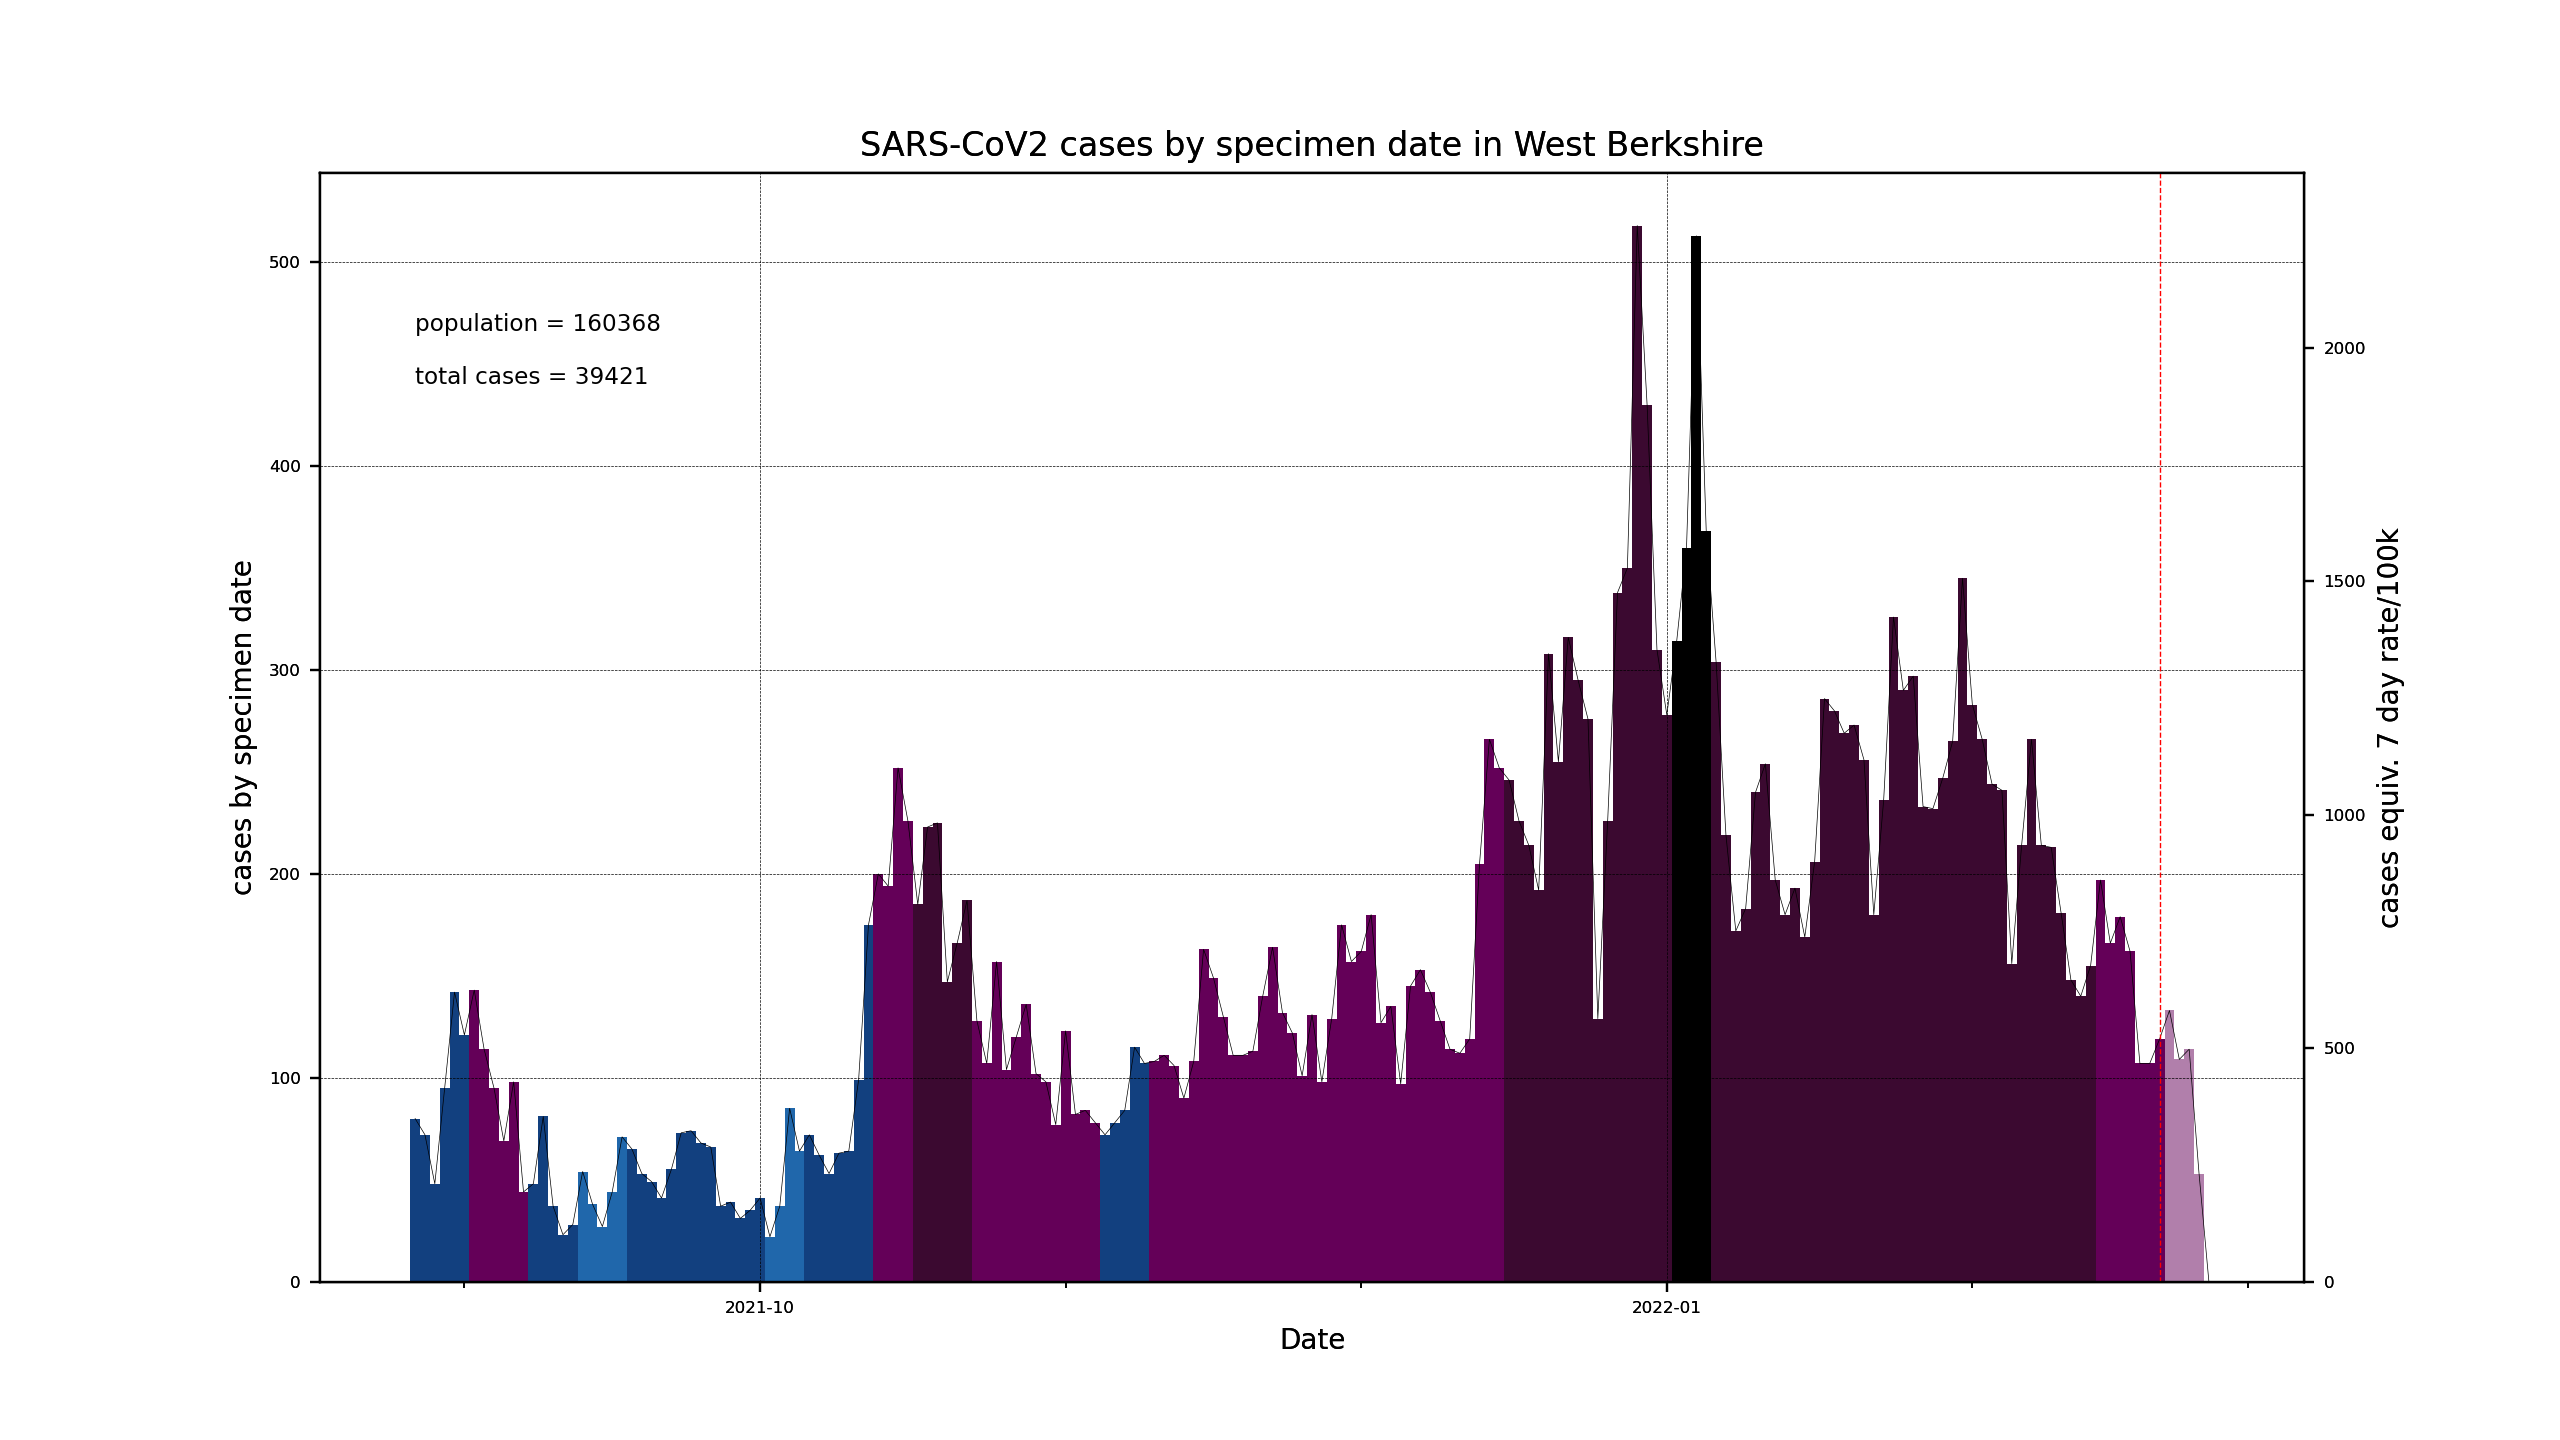 SARS-CoV2 cases by specimen date in West Berkshire
population = 160368
total cases = 39421
cases by specimen date
500
400
300
200
100
0
2000
1500
1000
500
0
cases equiv. 7 day rate/100k
2021-10
2022-01
Date